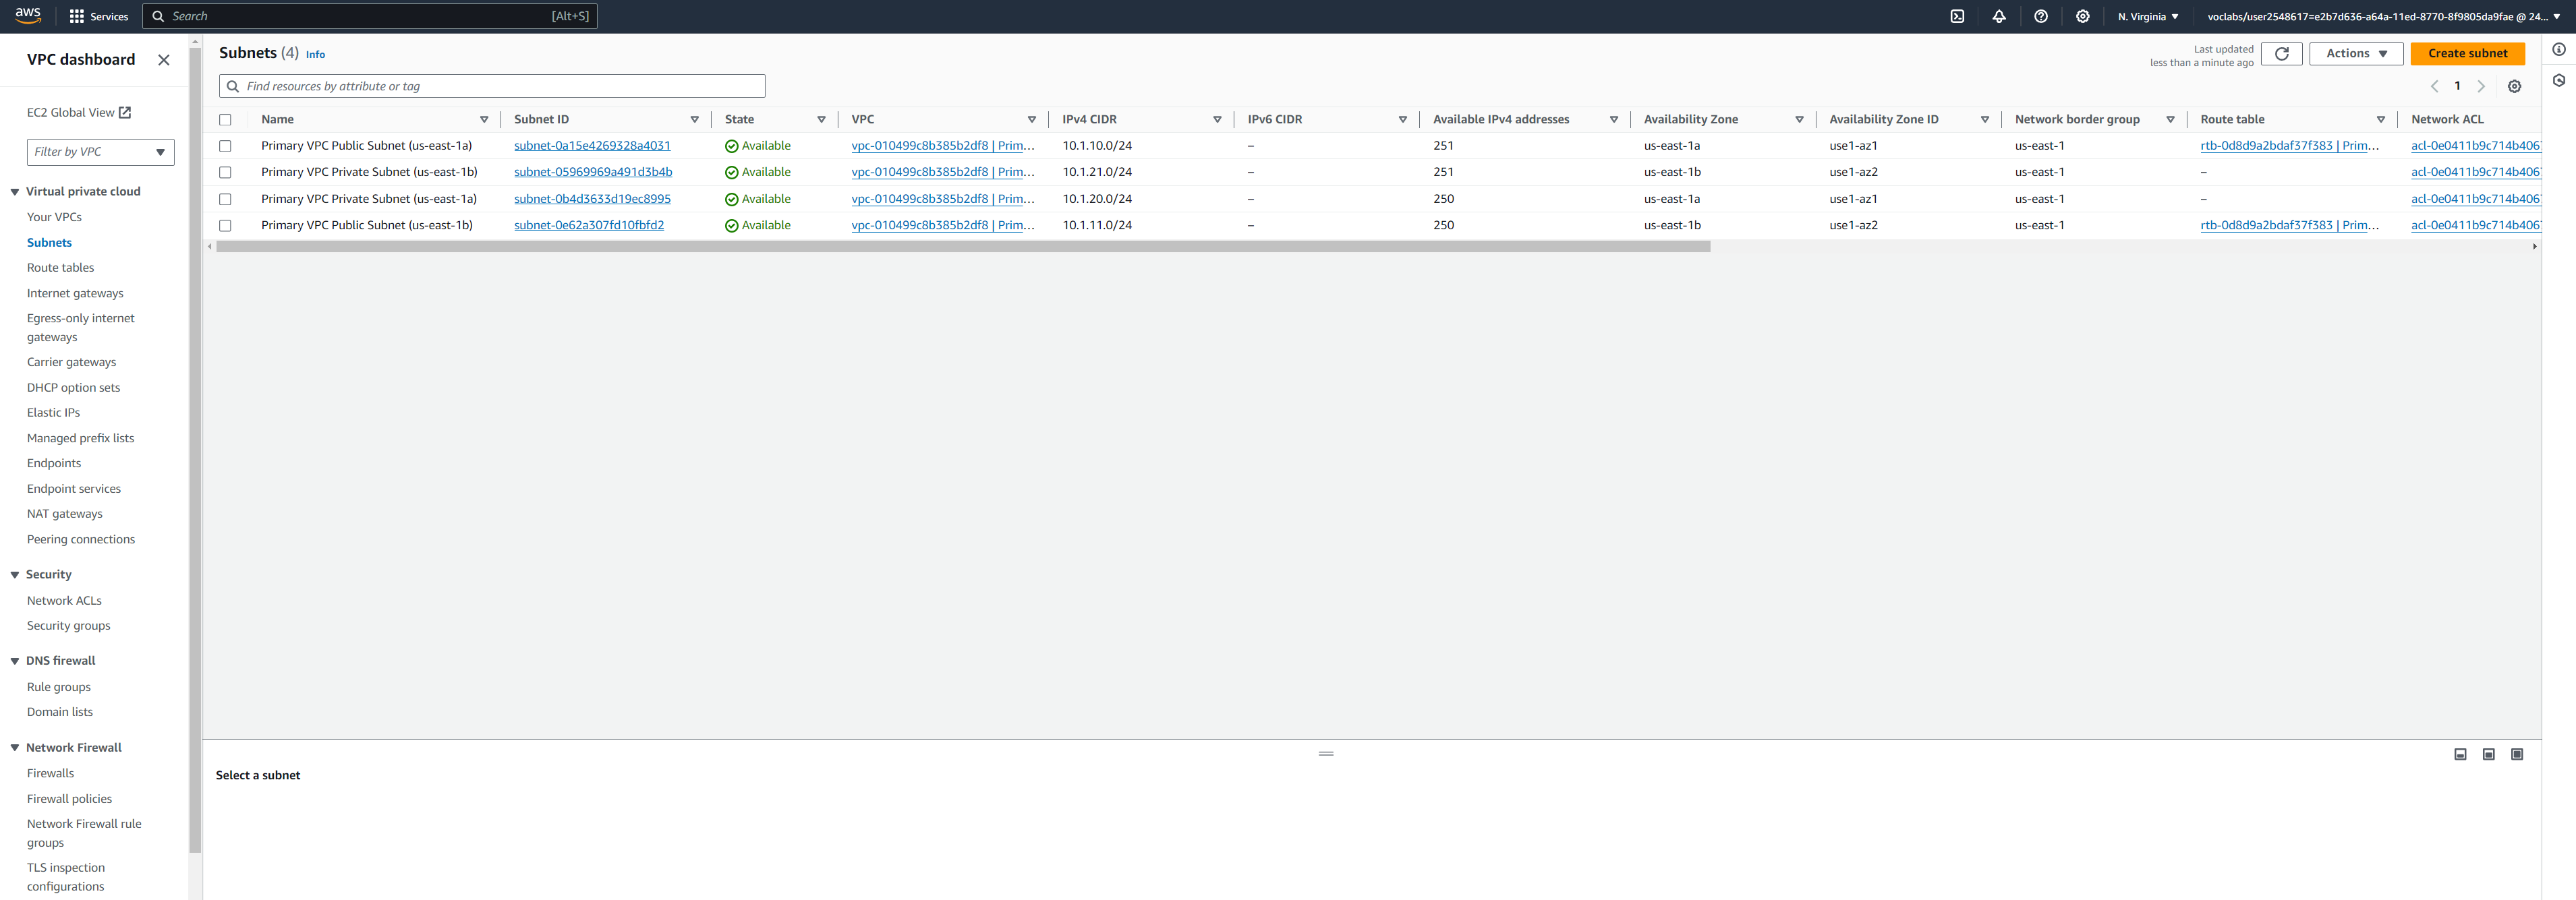 aws
Services
Search
[Alt+S]
N. Virginia
voclabs/user2548617=e2b7d636-a64a-11ed-8770-8f9805da9fae @ 24...
VPC dashboard
EC2 Global View
Filter by VPC
Virtual private cloud
Your VPCs
Subnets
Route tables
Internet gateways
Egress-only internet
gateways
Carrier gateways
DHCP option sets
Elastic IPs
Managed prefix lists
Endpoints
Endpoint services
NAT gateways
Peering connections
Security
Network ACLs
Security groups
DNS firewall
Rule groups
Domain lists
Network Firewall
Firewalls
Firewall policies
Network Firewall rule
groups
TLS inspection
configurations
Subnets (4) Info
Last updated
less than a minute ago
Actions
Create subnet
Find resources by attribute or tag
1
Name Subnet ID State VPC IPv4 CIDR IPv6 CIDR Available IPv4 addresses Availability Zone Availability Zone ID Network border group Route table Network ACL
Primary VPC Public Subnet (us-east-1a) subnet-0a15e4269328a4031 Available vpc-010499c8b385b2df8 | Prim... 10.1.10.0/24 – 251 us-east-1a use1-az1 us-east-1 rtb-0d8d9a2bdaf37f383 | Prim... acl-0e0411b9c714b406
Primary VPC Private Subnet (us-east-1b) subnet-05969969a491d3b4b Available vpc-010499c8b385b2df8 | Prim... 10.1.21.0/24 – 251 us-east-1b use1-az2 us-east-1 – acl-0e0411b9c714b406
Primary VPC Private Subnet (us-east-1a) subnet-0b4d3633d19ec8995 Available vpc-010499c8b385b2df8 | Prim... 10.1.20.0/24 – 250 us-east-1a use1-az1 us-east-1 – acl-0e0411b9c714b406
Primary VPC Public Subnet (us-east-1b) subnet-0e62a307fd10fbfd2 Available vpc-010499c8b385b2df8 | Prim... 10.1.11.0/24 – 250 us-east-1b use1-az2 us-east-1 rtb-0d8d9a2bdaf37f383 | Prim... acl-0e0411b9c714b406
Select a subnet